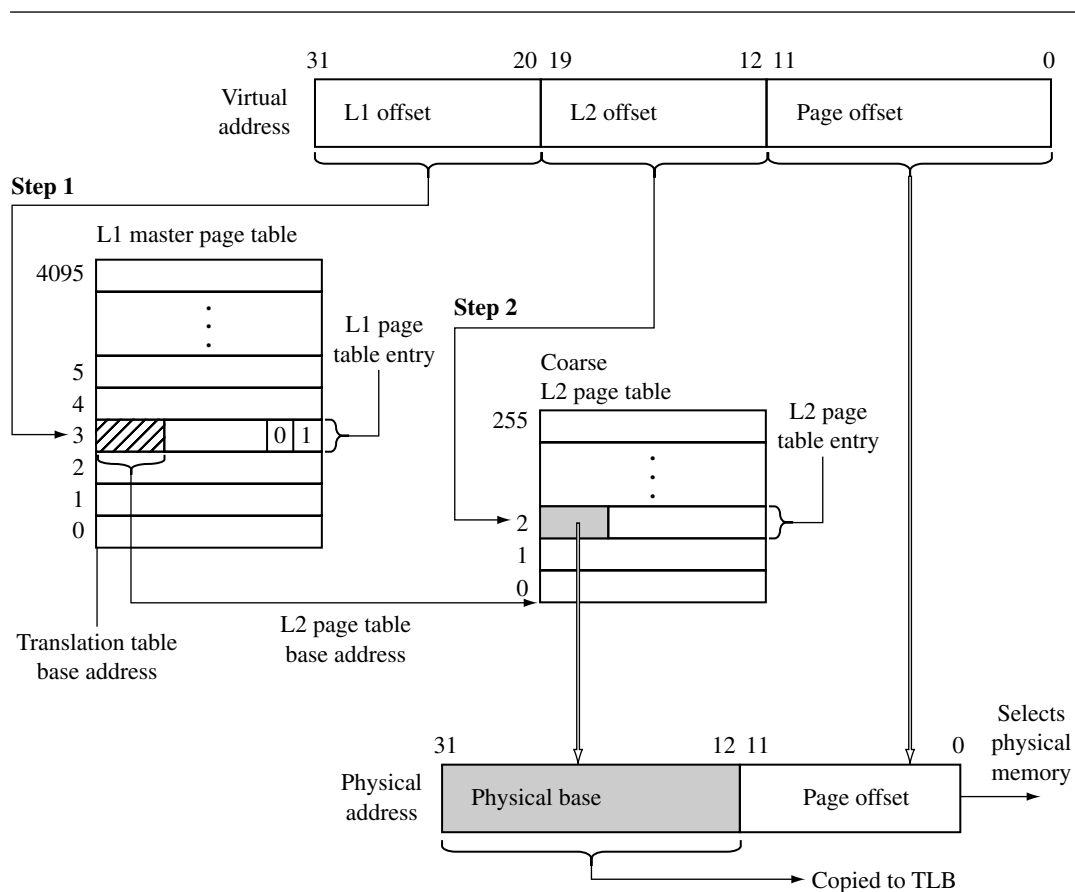 31 20 19 12 11 0
Virtual
address
L1 offset L2 offset Page offset
Step 1
L1 master page table
4095
Step 2
L1 page
table entry
5
4
3 0 1
2
1
0
Coarse
L2 page table
255
L2 page
table entry
2
1
0
Translation table
base address
L2 page table
base address
31 12 11 0
Selects
physical
memory
Physical
address
Physical base Page offset
Copied to TLB